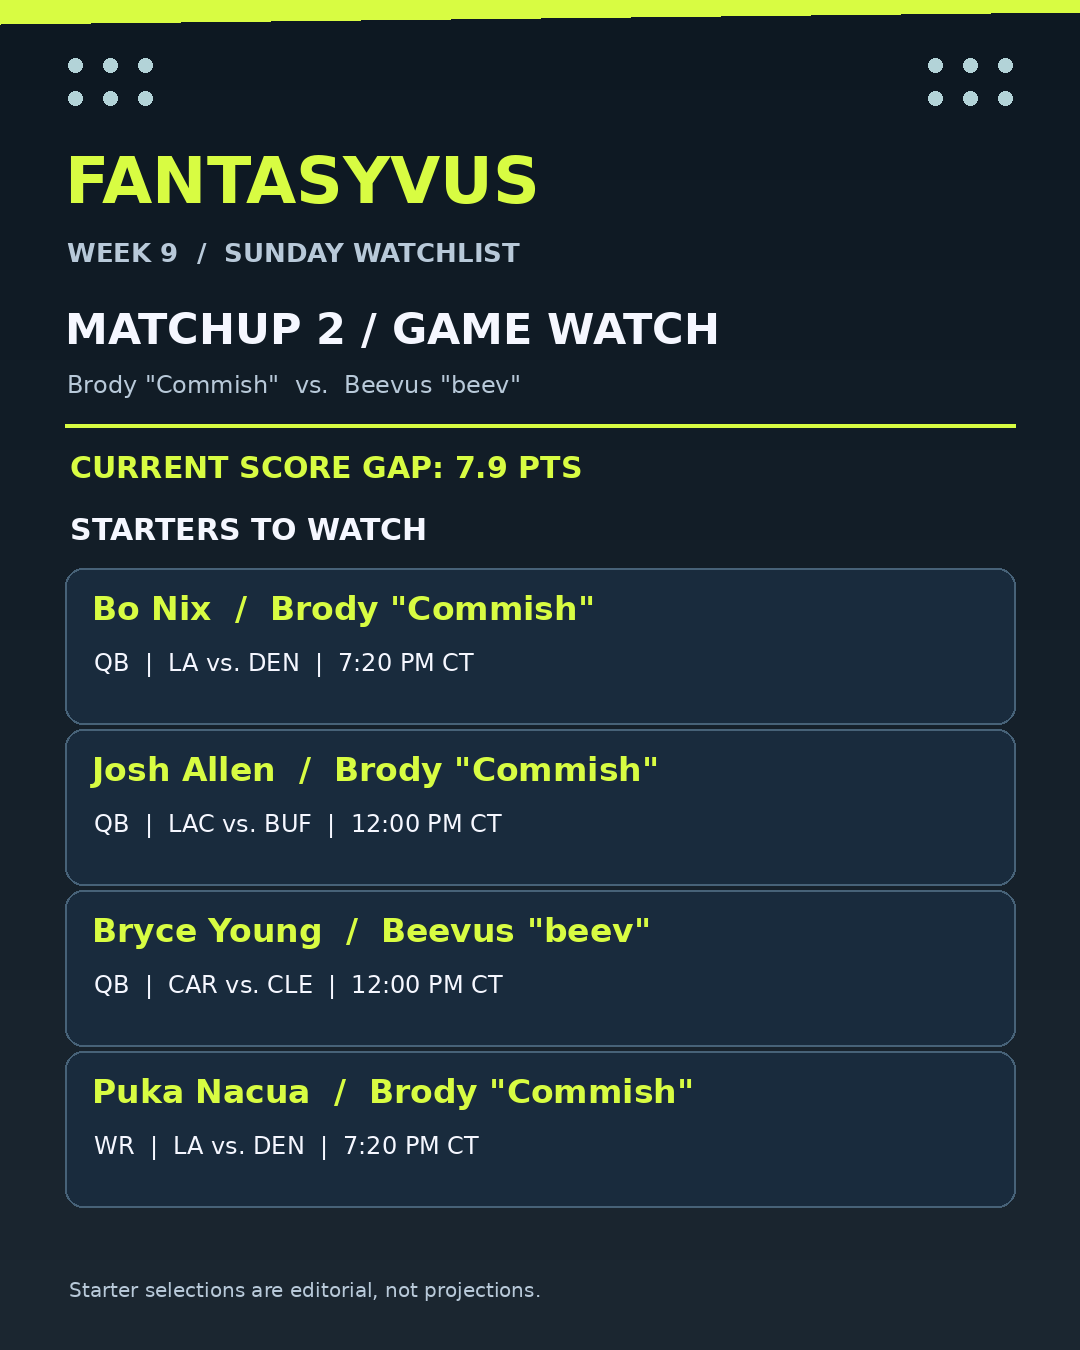 FANTASYVUS
WEEK 9 / SUNDAY WATCHLIST
MATCHUP 2 / GAME WATCH
Brody "Commish" vs. Beevus "beev"
CURRENT SCORE GAP: 7.9 PTS
STARTERS TO WATCH
Bo Nix / Brody "Commish"
QB | LA vs. DEN | 7:20 PM CT
Josh Allen / Brody "Commish"
QB | LAC vs. BUF | 12:00 PM CT
Bryce Young / Beevus "beev"
QB | CAR vs. CLE | 12:00 PM CT
Puka Nacua / Brody "Commish"
WR | LA vs. DEN | 7:20 PM CT
Starter selections are editorial, not projections.